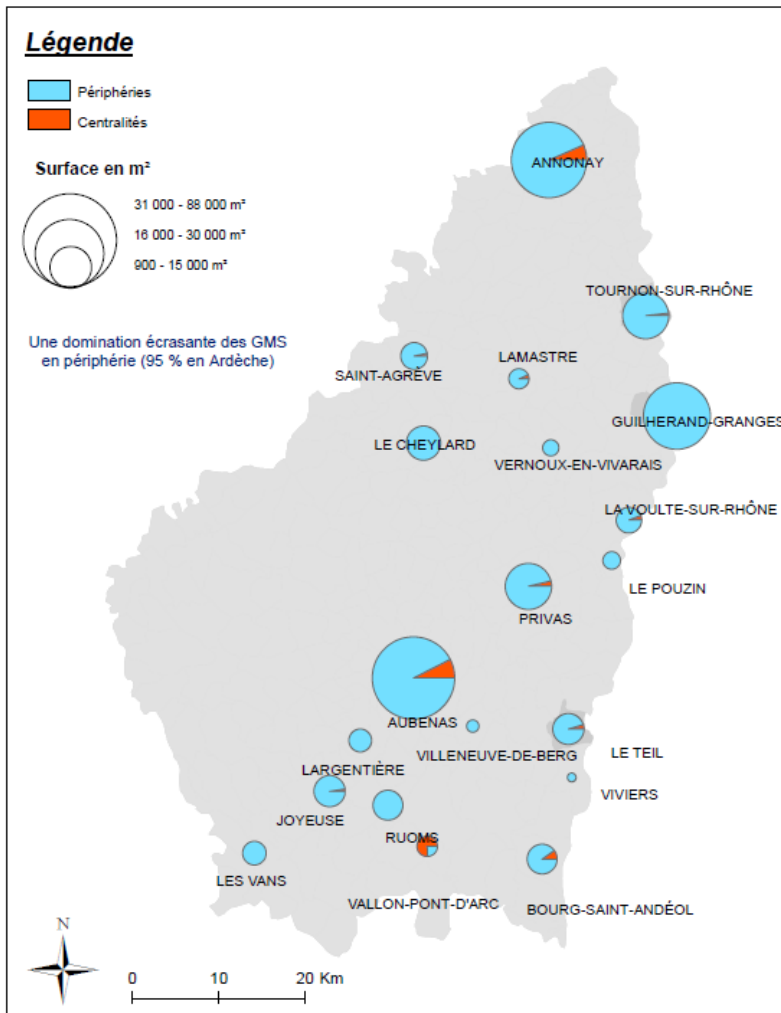 Légende
Périphéries
Centralités
Surface en m²
31 000 - 88 000 m²
16 000 - 30 000 m²
900 - 15 000 m²
Une domination écrasante des GMS
en périphérie (95 % en Ardèche)
ANNONAY
TOURNON-SUR-RHÔNE
LAMASTRE
SAINT-AGRÈVE
GUILHERAND-GRANGES
LE CHEYLARD
VERNOUX-EN-VIVARAIS
LA VOULTE-SUR-RHÔNE
LE POUZIN
PRIVAS
AUBENAS
VILLENEUVE-DE-BERG
LE TEIL
LARGENTIÈRE
VIVIERS
JOYEUSE
RUOMS
LES VANS
VALLON-PONT-D'ARC
BOURG-SAINT-ANDÉOL
N
0 10 20 Km